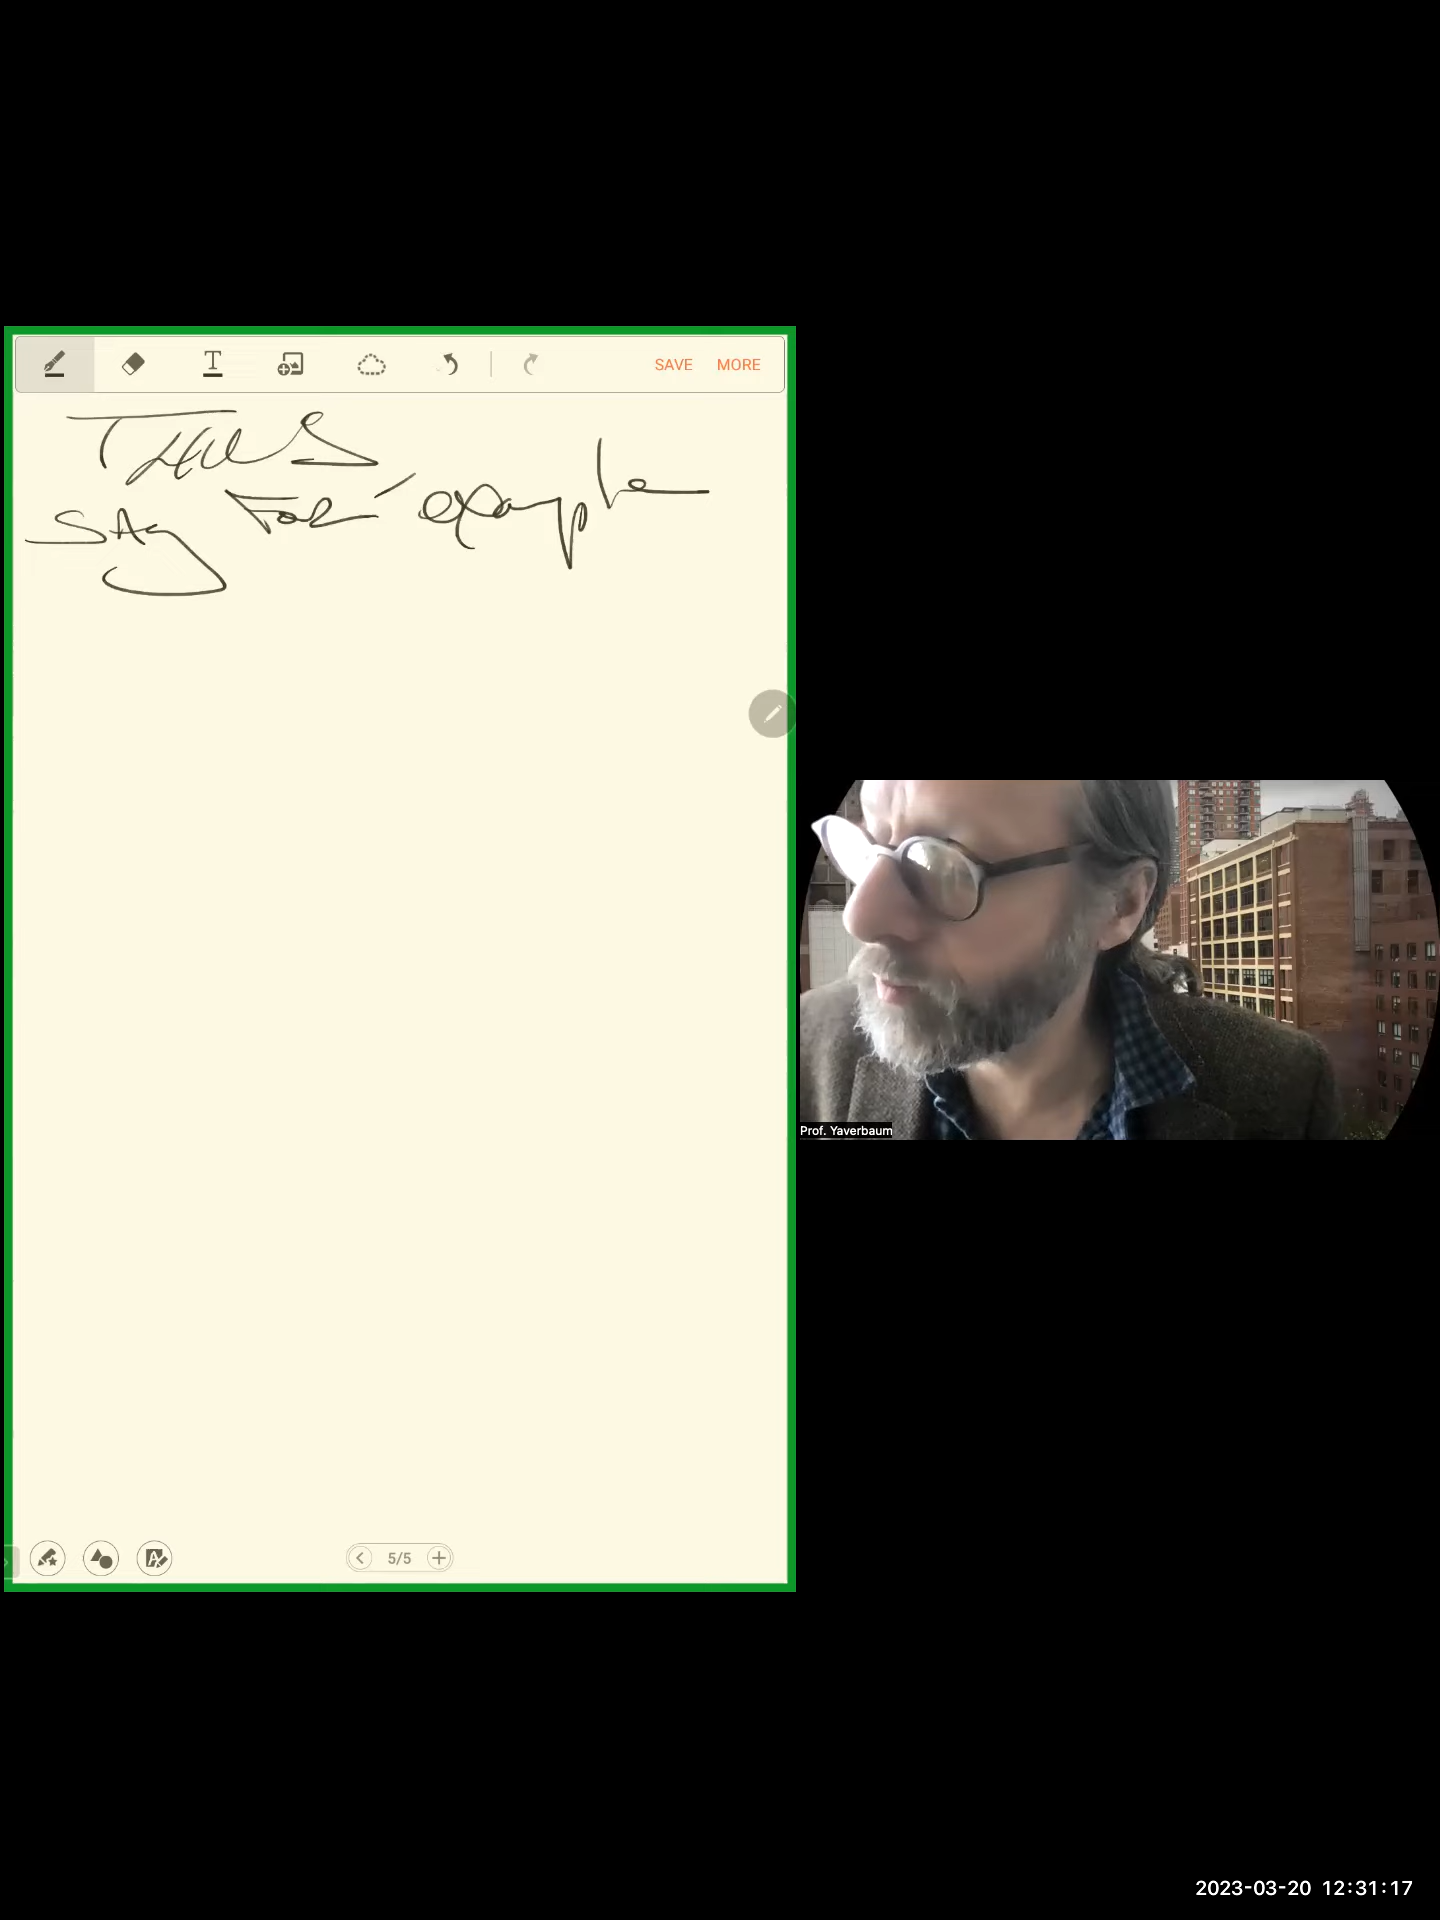 T SAVE MORE
THUS
SAy FOR example
5/5
Prof. Yaverbaum
2023-03-20 12:31:17